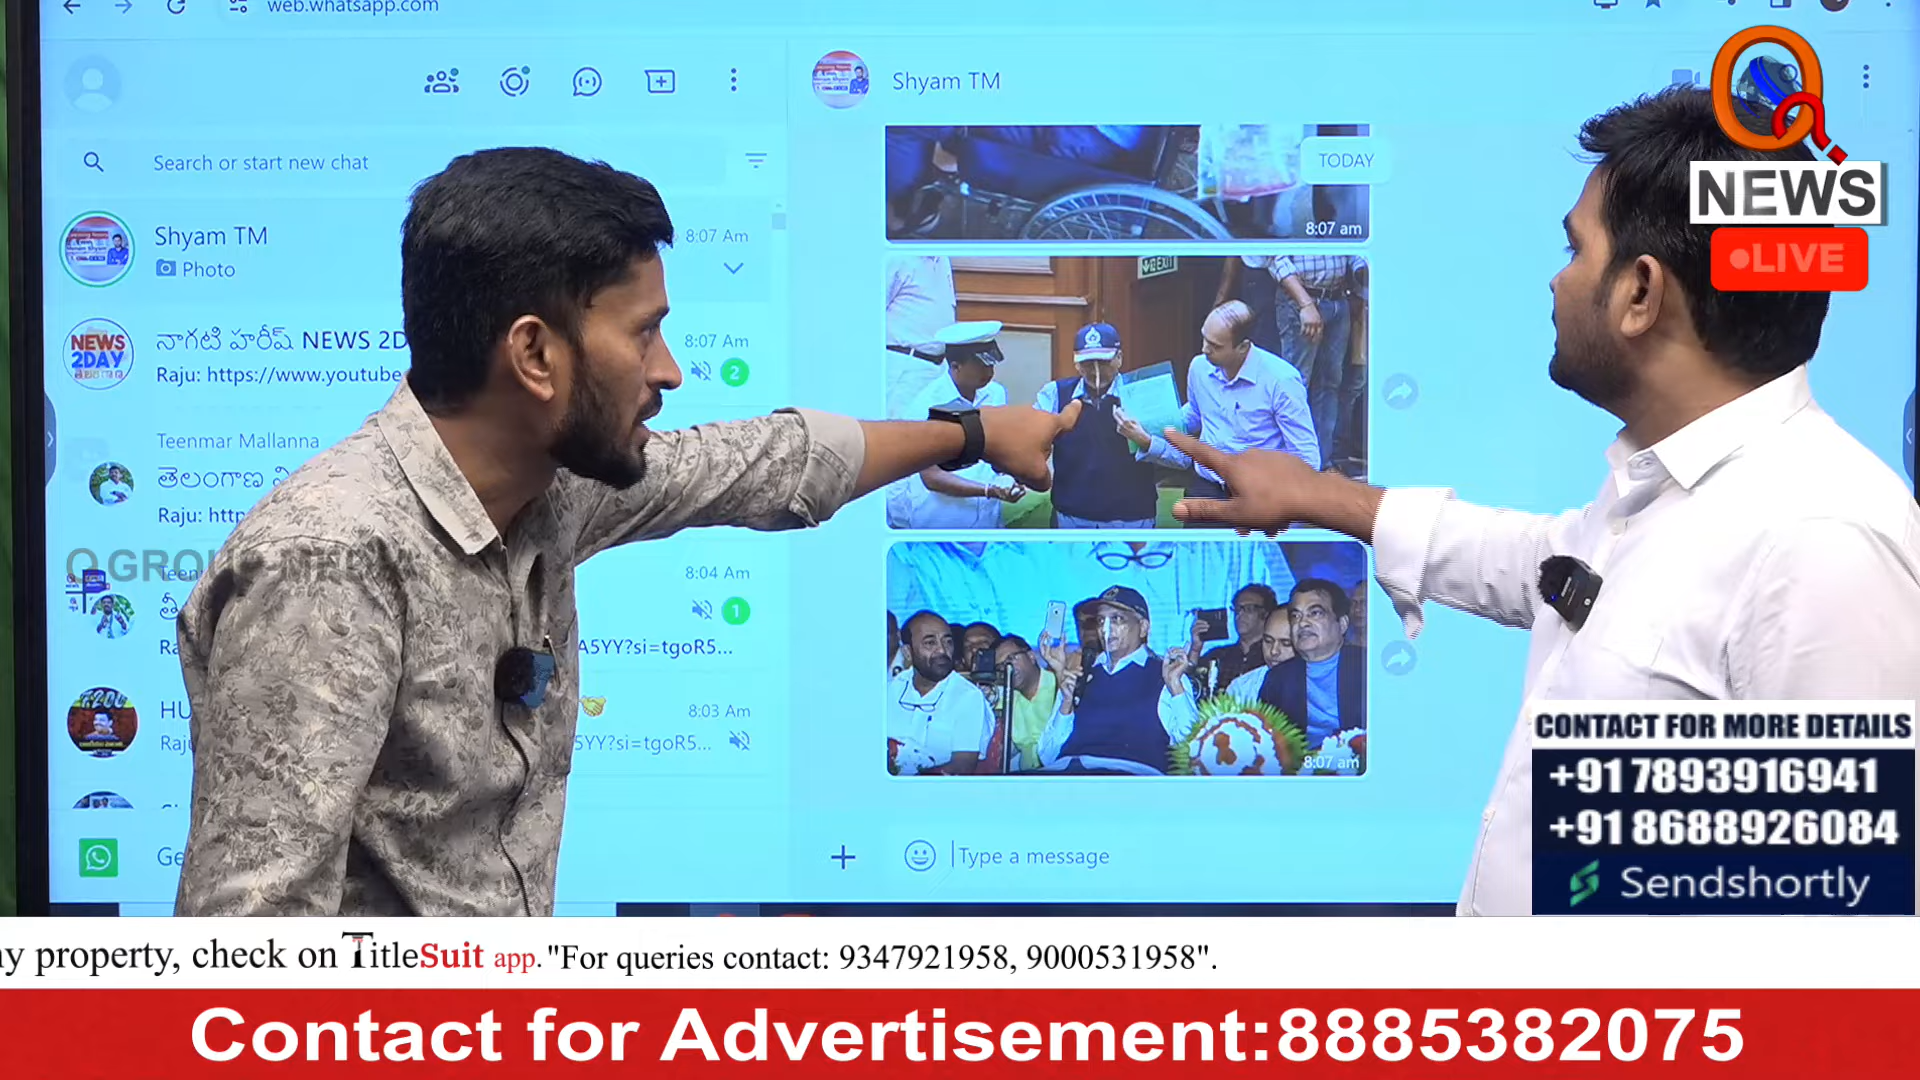 web.whatsapp.com
Shyam TM
Search or start new chat
TODAY
Shyam TM
8:07 Am
Photo
8:07 am
EXIT
నాగటి హరీష్ NEWS 2D
8:07 Am
NEWS
2DAY
Raju: https://www.youtube
2
Teenmar Mallanna
తెలంగాణ
Raju: http
Q GROUP MEDIA
8:04 Am
1
A5YY?si=tgoR5...
HU
8:03 Am
5YY?si=tgoR5...
8:07 am
Ge
Type a message
Q
NEWS
LIVE
CONTACT FOR MORE DETAILS
+91 7893916941
+91 8688926084
Sendshortly
property, check on TitleSuit app. "For queries contact: 9347921958, 9000531958".
Contact for Advertisement:8885382075